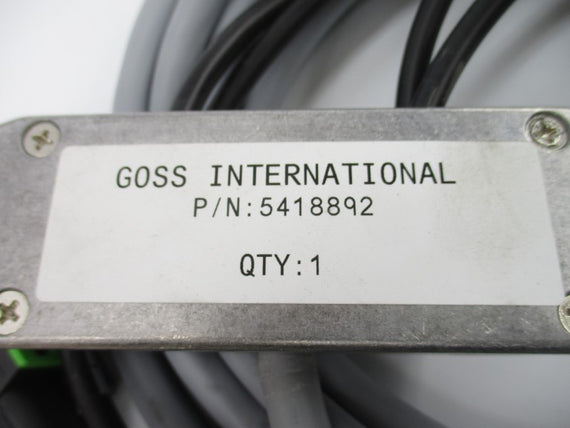 GOSS INTERNATIONAL
P/N:5418892
QTY:1